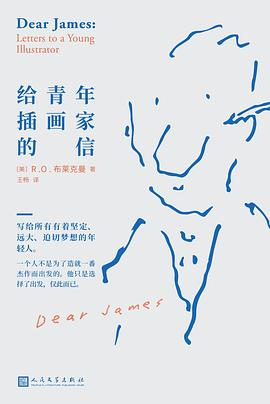 Dear James:
Letters to a Young
Illustrator
给青年
插画家
的信
(美) R.O.布莱克曼 著
王畅 译
写给所有有着坚定、
远大、迫切梦想的年
轻人。
一个人不是为了造就一番
杰作而出发的。他只是选
择了出发，仅此而已。
Dear James
人民文学出版社